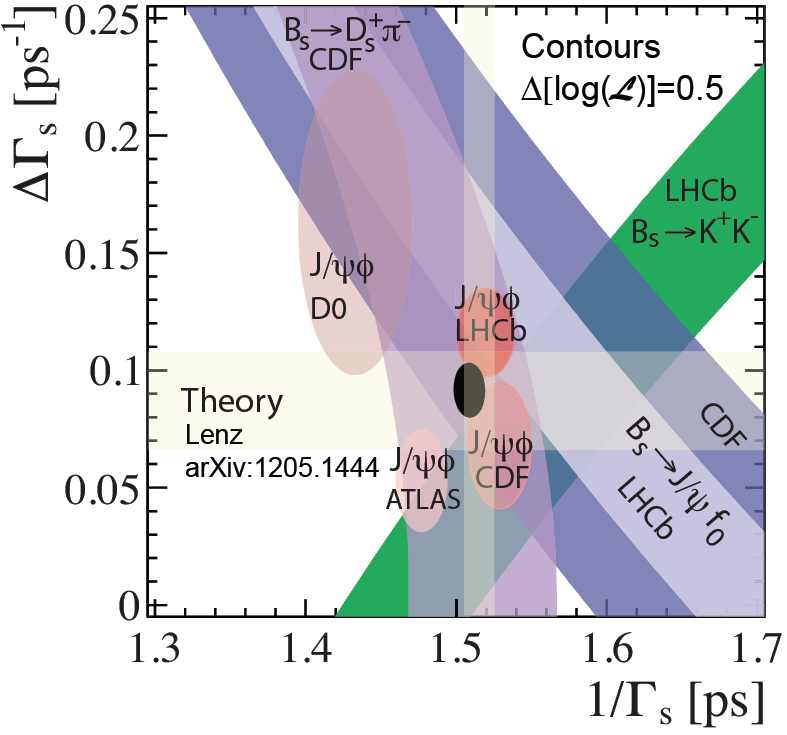 0.25
0.2
0.15
0.1
0.05
0
ΔΓs [ps-1]
Bs→Ds+π-
CDF
Contours
Δ[log(ℒ)]=0.5
LHCb
Bs→K+K-
J/ψϕ
D0
J/ψϕ
LHCb
Theory
Lenz
arXiv:1205.1444
J/ψϕ
ATLAS
J/ψϕ
CDF
CDF
Bs→J/ψ f0
LHCb
1.3 1.4 1.5 1.6 1.7
1/Γs [ps]